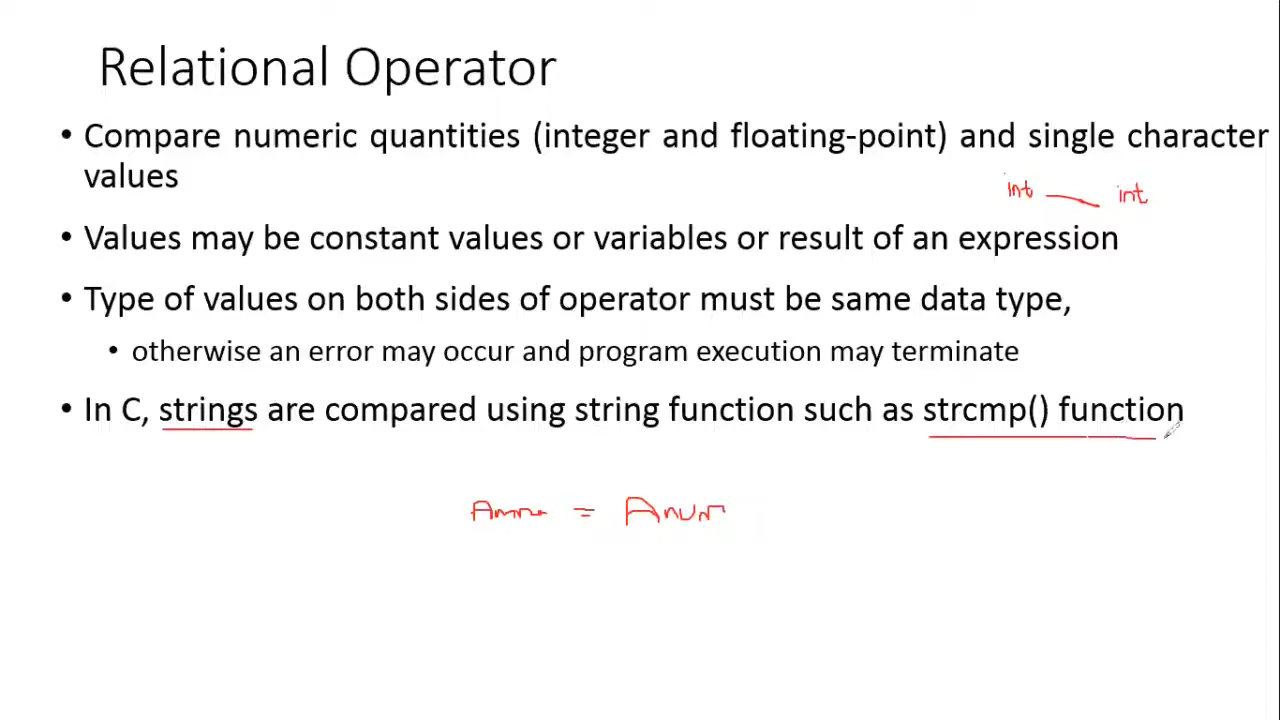 Relational Operator
• Compare numeric quantities (integer and floating-point) and single character
values
int int
• Values may be constant values or variables or result of an expression
• Type of values on both sides of operator must be same data type,
• otherwise an error may occur and program execution may terminate
• In C, strings are compared using string function such as strcmp() function
=